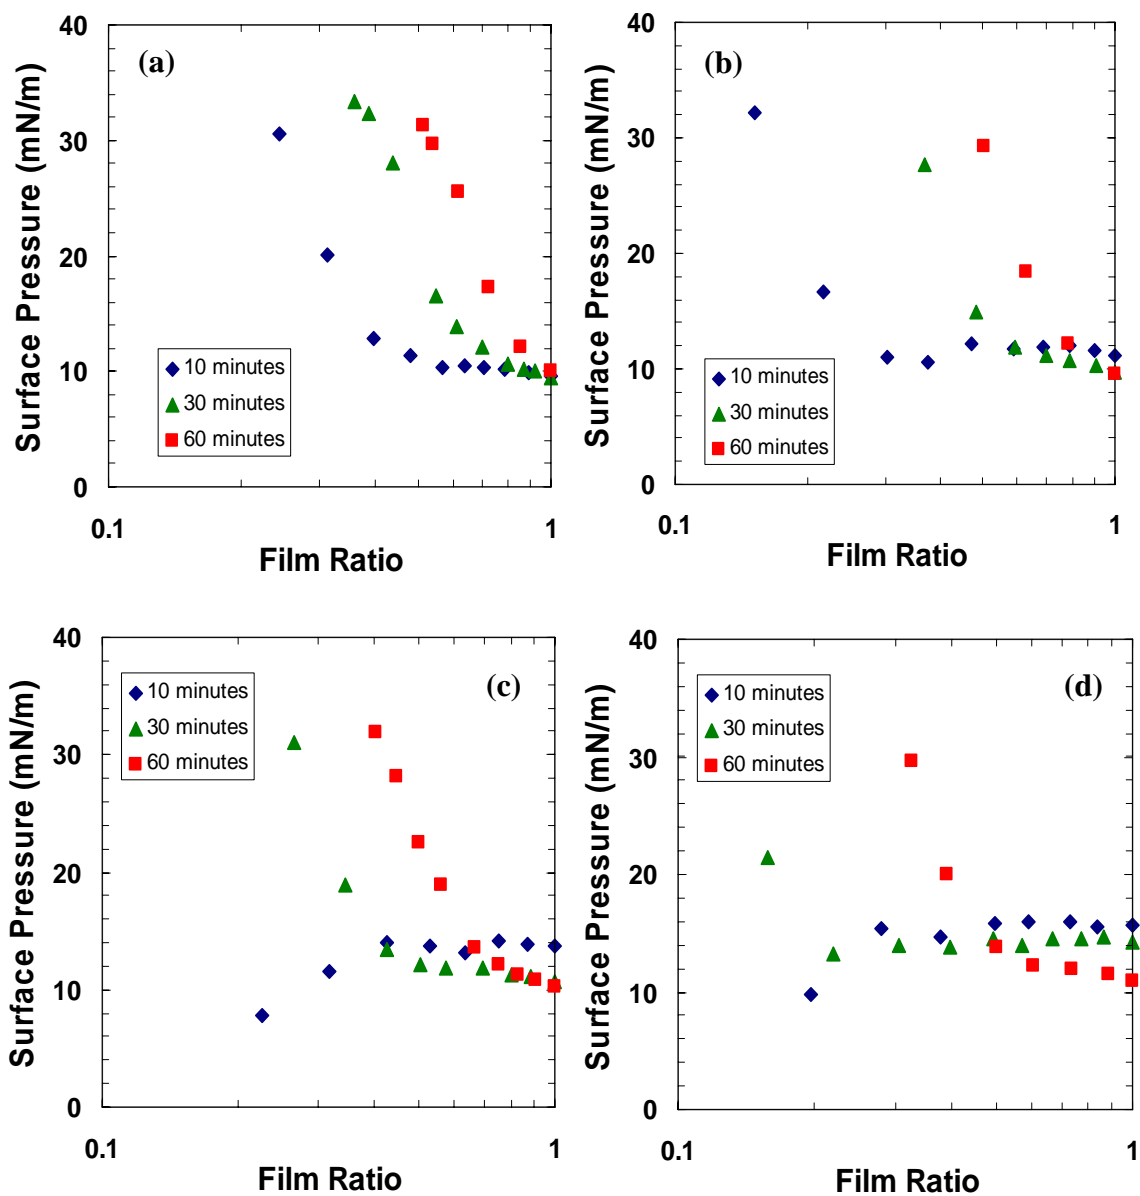 (a)
Surface Pressure (mN/m)
40
30
20
10
0
10 minutes
30 minutes
60 minutes
0.1
1
Film Ratio
(b)
Surface Pressure (mN/m)
40
30
20
10
0
10 minutes
30 minutes
60 minutes
0.1
1
Film Ratio
(c)
Surface Pressure (mN/m)
40
30
20
10
0
10 minutes
30 minutes
60 minutes
0.1
1
Film Ratio
(d)
Surface Pressure (mN/m)
40
30
20
10
0
10 minutes
30 minutes
60 minutes
0.1
1
Film Ratio